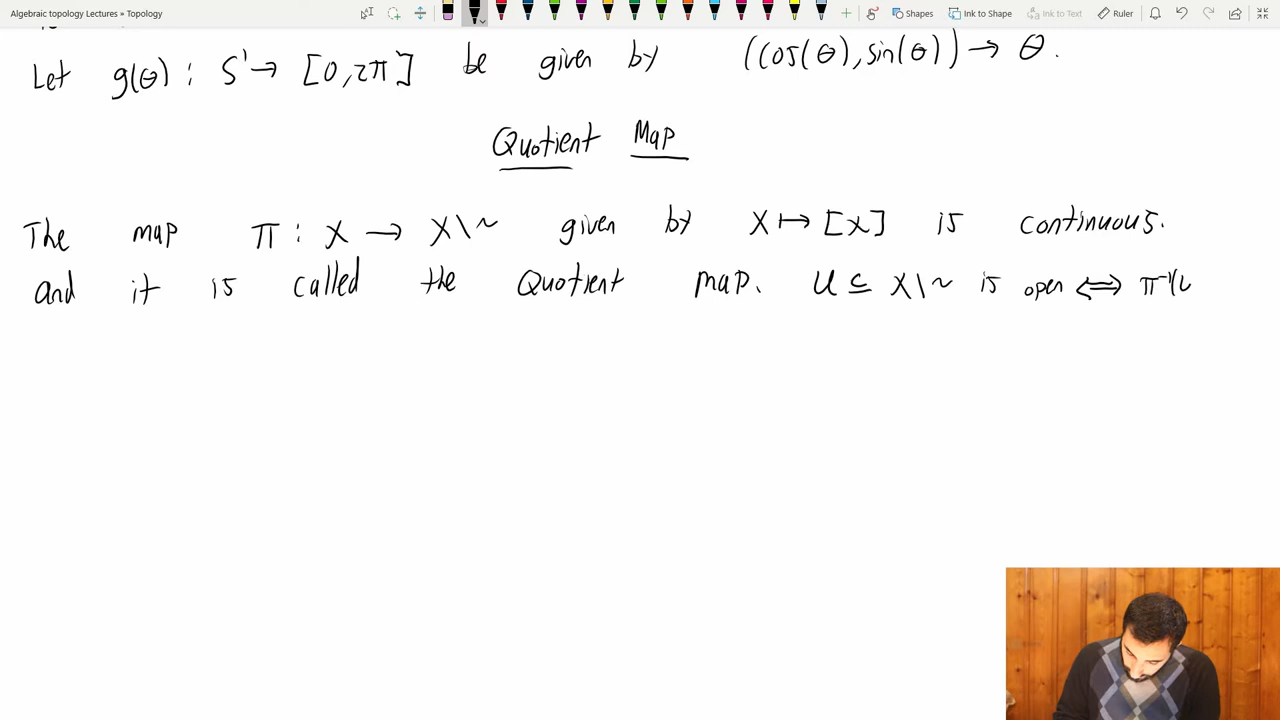 Algebraic topology Lectures » Topology
Shapes
Ink to Shape
Ink to Text
Ruler
Let g(θ) : S¹ → [0,2π] be given by ((cos(θ), sin(θ)) → θ.
Quotient Map
The map π : X → X\~ given by X ↦ [x] is continuous.
and it is called the Quotient map. U ⊆ X\~ is open ⟺ π⁻¹(